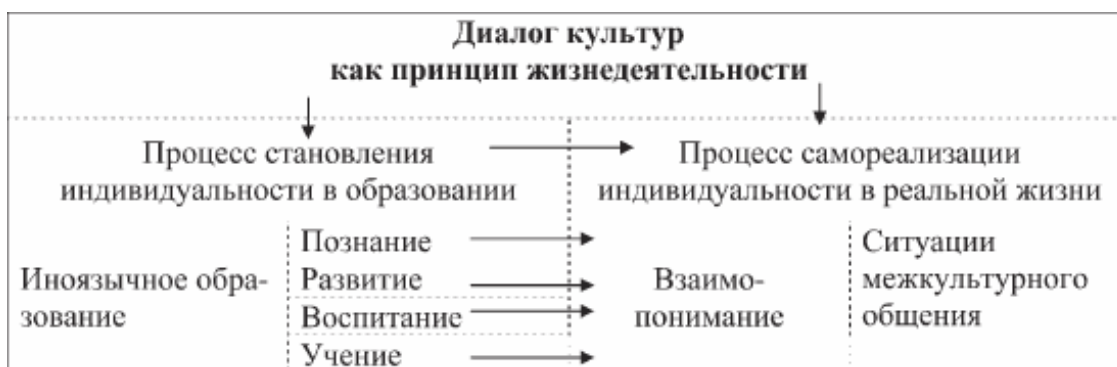 Диалог культур
как принцип жизнедеятельности
Процесс становления
индивидуальности в образовании
Процесс самореализации
индивидуальности в реальной жизни
Иноязычное обра-
зование
Познание
Развитие
Воспитание
Учение
Взаимо-
понимание
Ситуации
межкультурного
общения